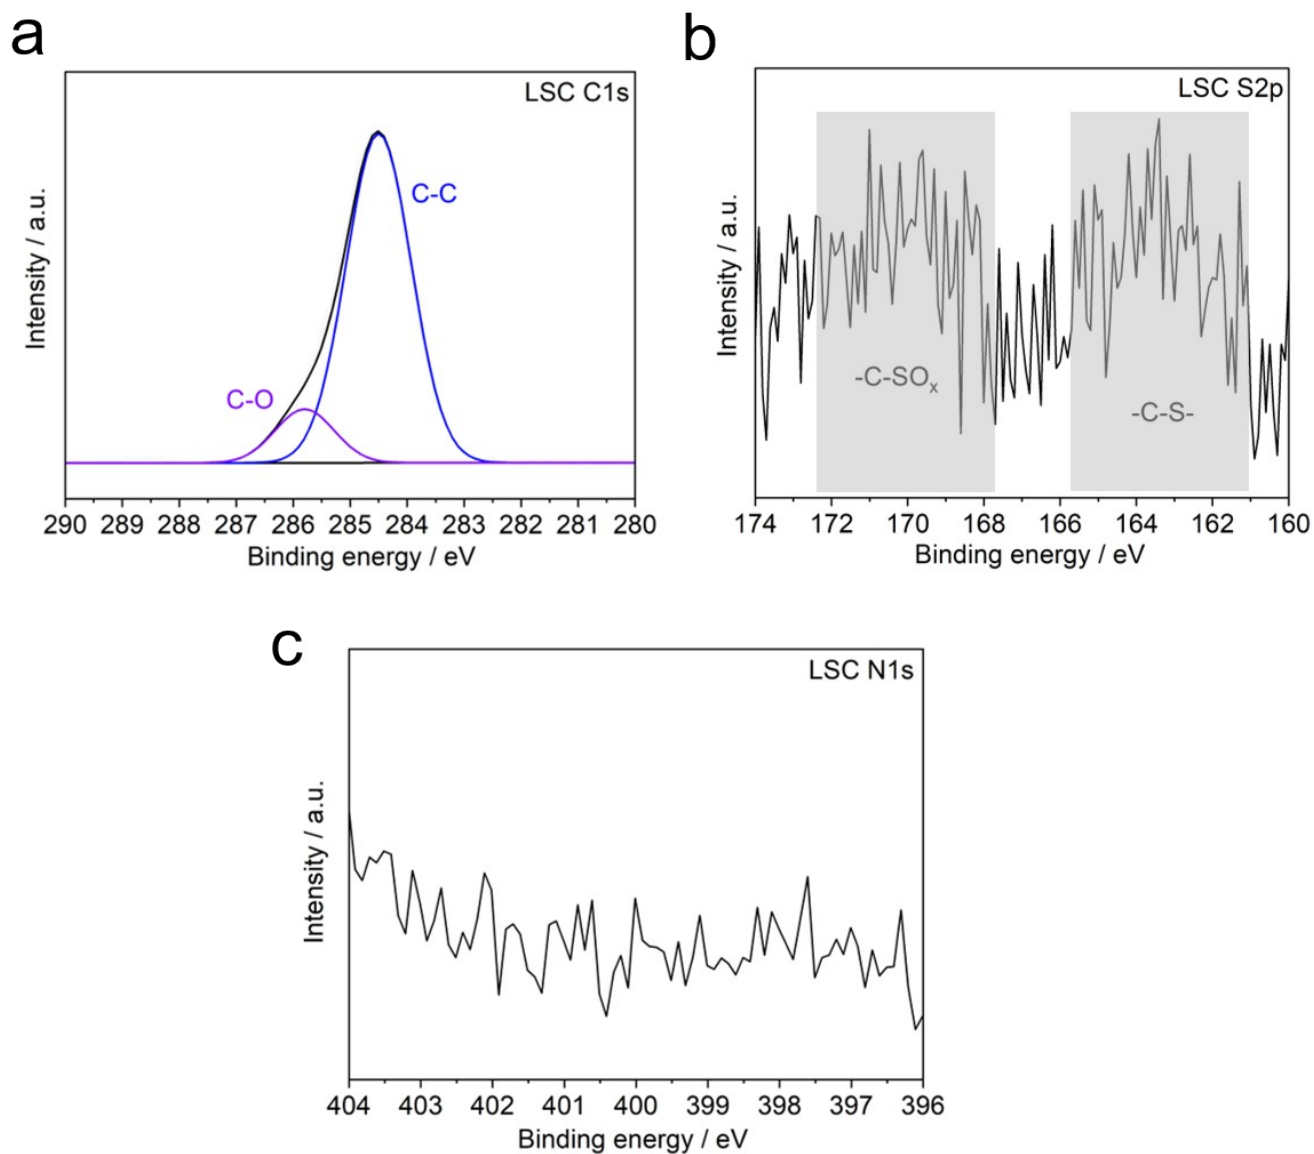 a
LSC C1s
C-C
C-O
Intensity / a.u.
290 289 288 287 286 285 284 283 282 281 280
Binding energy / eV
b
LSC S2p
-C-SOx
-C-S-
Intensity / a.u.
174 172 170 168 166 164 162 160
Binding energy / eV
c
LSC N1s
Intensity / a.u.
404 403 402 401 400 399 398 397 396
Binding energy / eV